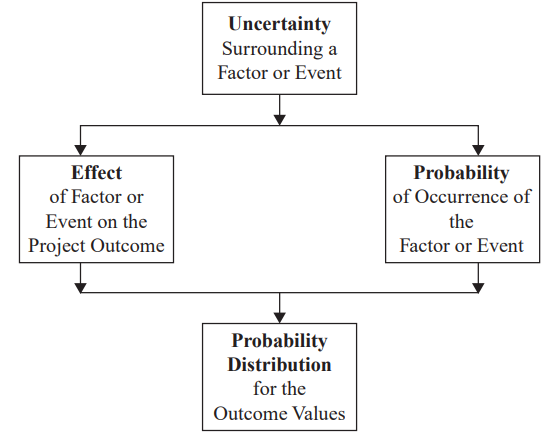 Uncertainty
Surrounding a
Factor or Event
Effect
of Factor or
Event on the
Project Outcome
Probability
of Occurrence of
the
Factor or Event
Probability
Distribution
for the
Outcome Values